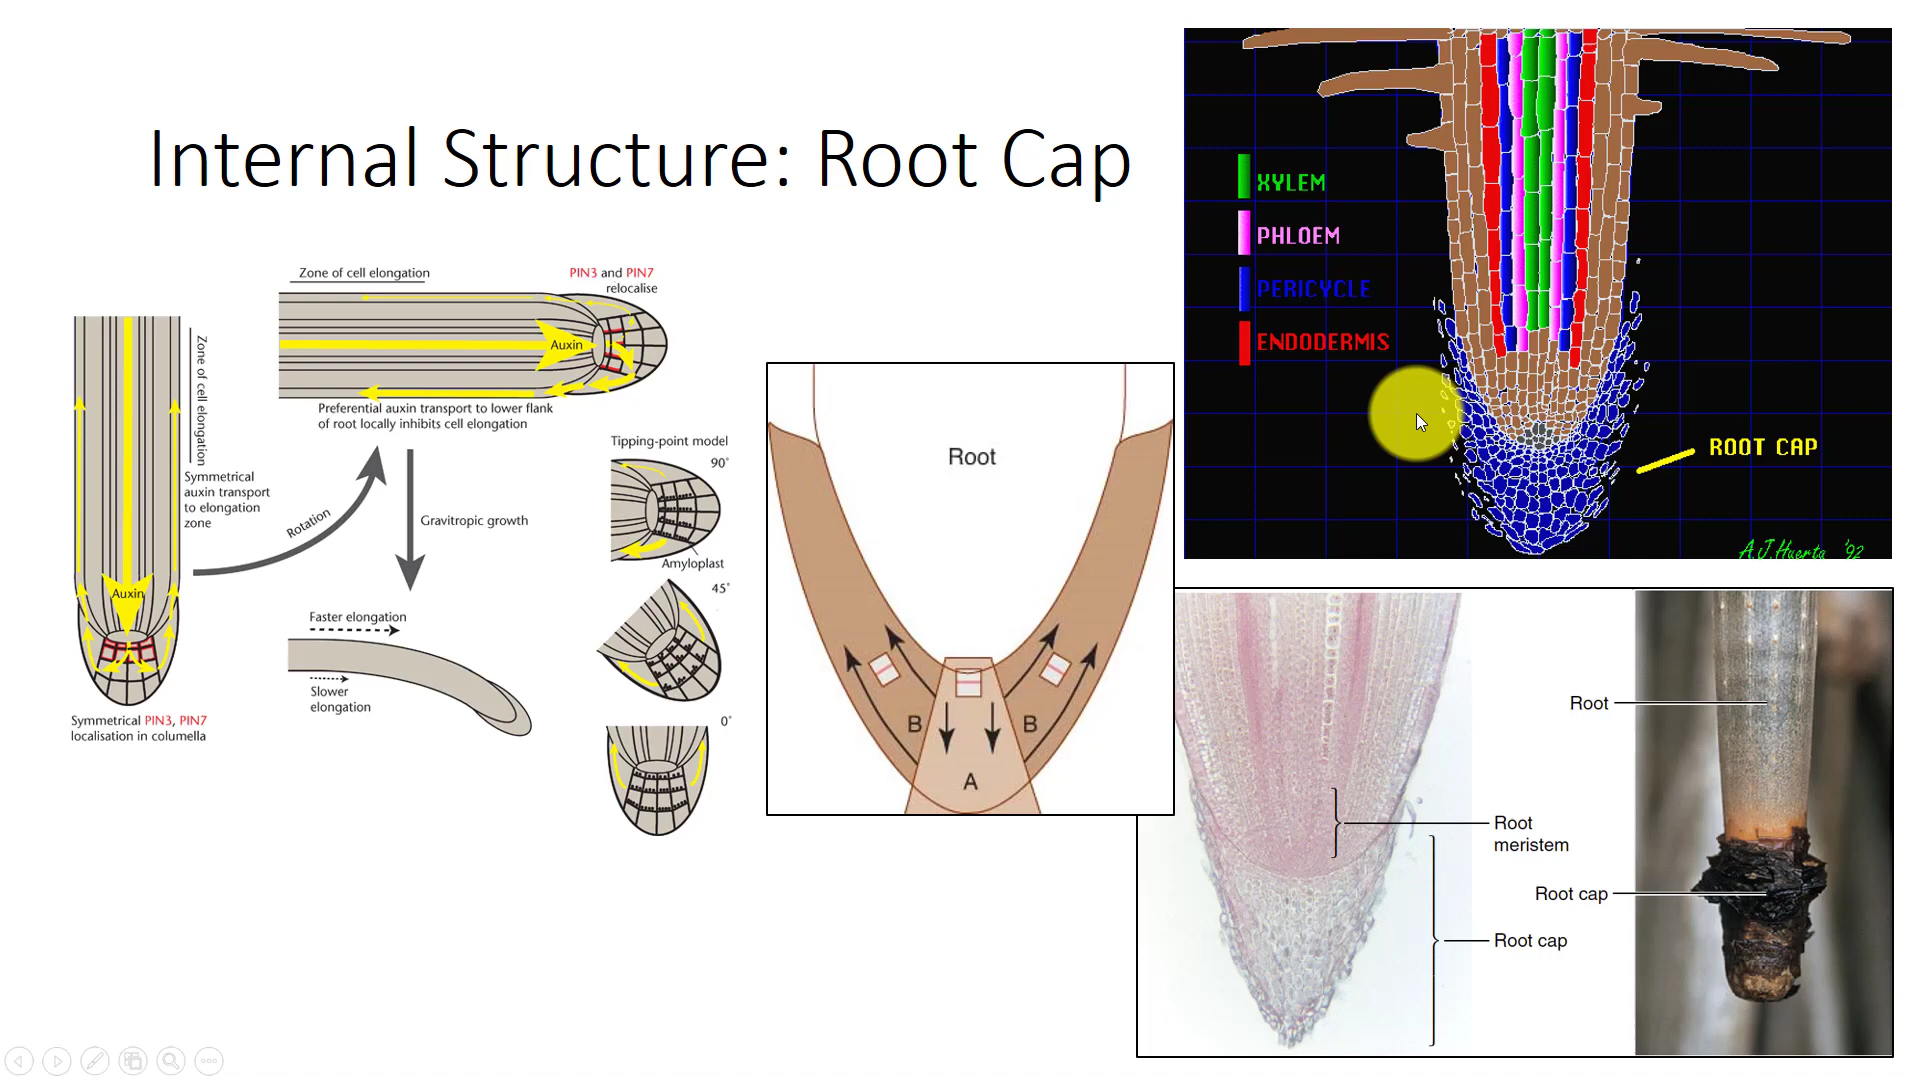 Internal Structure: Root Cap
Zone of cell elongation
PIN3 and PIN7
relocalise
Auxin
Preferential auxin transport to lower flank
of root locally inhibits cell elongation
Zone of cell elongation
Symmetrical
auxin transport
to elongation
zone
Auxin
Symmetrical PIN3, PIN7
localisation in columella
Rotation
Gravitropic growth
Faster elongation
Slower
elongation
Tipping-point model
90°
Amyloplast
45°
0°
Root
B
B
A
XYLEM
PHLOEM
PERICYCLE
ENDODERMIS
ROOT CAP
A.J.Huerta '92
Root
meristem
Root cap
Root
Root cap